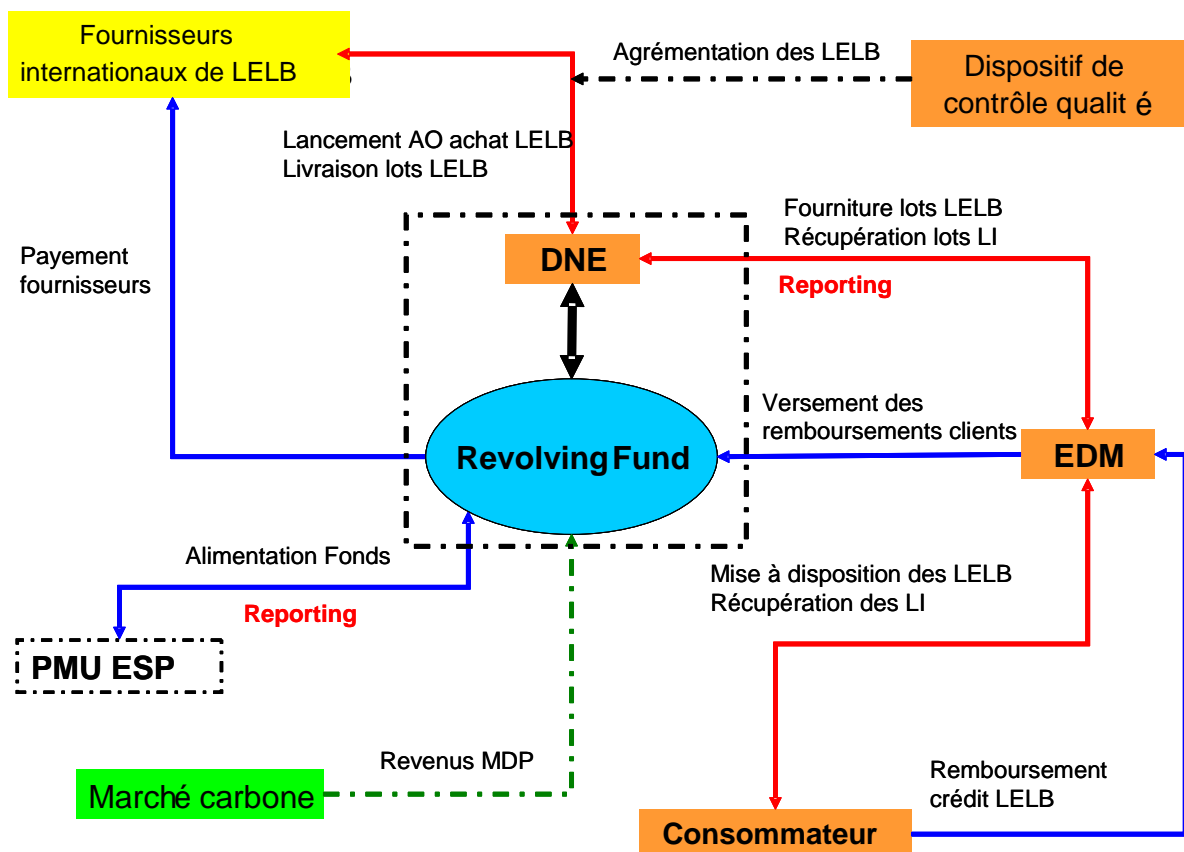 Fournisseurs
internationaux de LELB
Agrémentation des LELB
Dispositif de
contrôle qualit é
Lancement AO achat LELB
Livraison lots LELB
Fourniture lots LELB
Récupération lots LI
Reporting
Payement
fournisseurs
DNE
Versement des
remboursements clients
Revolving Fund
EDM
Alimentation Fonds
Reporting
Mise à disposition des LELB
Récupération des LI
PMU ESP
Revenus MDP
Marché carbone
Remboursement
crédit LELB
Consommateur